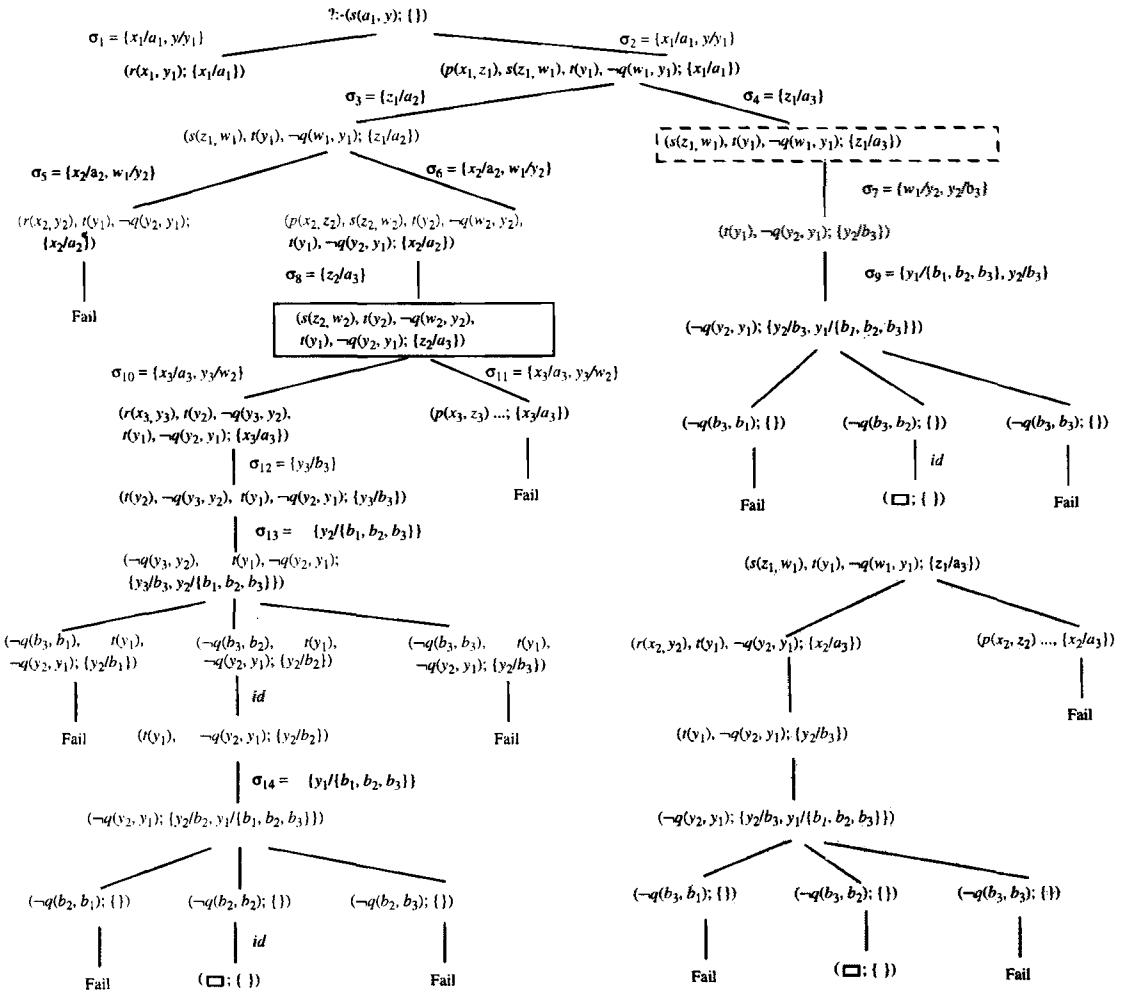 ?:-(s(a₁, y); {})
σ₁ = {x₁/a₁, y/y₁}
σ₂ = {x₁/a₁, y/y₁}
(r(x₁, y₁); {x₁/a₁})
(p(x₁, z₁), s(z₁, w₁), t(y₁), ¬q(w₁, y₁); {x₁/a₁})
σ₃ = {z₁/a₂}
σ₄ = {z₁/a₃}
(s(z₁, w₁), t(y₁), ¬q(w₁, y₁); {z₁/a₂})
(s(z₁, w₁), t(y₁), ¬q(w₁, y₁); {z₁/a₃})
σ₅ = {x₂/a₂, w₁/y₂}
σ₆ = {x₂/a₂, w₁/y₂}
σ₇ = {w₁/y₂, y₂/b₃}
(r(x₂, y₂), t(y₁), ¬q(y₂, y₁);
{x₂/a₂})
(p(x₂, z₂), s(z₂, w₂), t(y₂), ¬q(w₂, y₂),
t(y₁), ¬q(y₂, y₁); {x₂/a₂})
(t(y₁), ¬q(y₂, y₁); {y₂/b₃})
σ₈ = {z₂/a₃}
σ₉ = {y₁/{b₁, b₂, b₃}, y₂/b₃}
Fail
(s(z₂, w₂), t(y₂), ¬q(w₂, y₂),
t(y₁), ¬q(y₂, y₁); {z₂/a₃})
(¬q(y₂, y₁); {y₂/b₃, y₁/{b₁, b₂, b₃}})
σ₁₀ = {x₃/a₃, y₃/w₂}
σ₁₁ = {x₃/a₃, y₃/w₂}
(r(x₃, y₃), t(y₂), ¬q(y₃, y₂),
t(y₁), ¬q(y₂, y₁); {x₃/a₃})
(p(x₃, z₃) ...; {x₃/a₃})
(¬q(b₃, b₁); {})
(¬q(b₃, b₂); {})
(¬q(b₃, b₃); {})
σ₁₂ = {y₃/b₃}
id
Fail
Fail
(▭; { })
Fail
(t(y₂), ¬q(y₃, y₂), t(y₁), ¬q(y₂, y₁); {y₃/b₃})
σ₁₃ = {y₂/{b₁, b₂, b₃}}
(¬q(y₃, y₂), t(y₁), ¬q(y₂, y₁);
{y₃/b₃, y₂/{b₁, b₂, b₃}})
(s(z₁, w₁), t(y₁), ¬q(w₁, y₁); {z₁/a₃})
(¬q(b₃, b₁), t(y₁),
¬q(y₂, y₁); {y₂/b₁})
(¬q(b₃, b₂), t(y₁),
¬q(y₂, y₁); {y₂/b₂})
(¬q(b₃, b₃), t(y₁),
¬q(y₂, y₁); {y₂/b₃})
(r(x₂, y₂), t(y₁), ¬q(y₂, y₁); {x₂/a₃})
(p(x₂, z₂) ..., {x₂/a₃})
id
Fail
Fail
(t(y₁), ¬q(y₂, y₁); {y₂/b₂})
Fail
(t(y₁), ¬q(y₂, y₁); {y₂/b₃})
σ₁₄ = {y₁/{b₁, b₂, b₃}}
(¬q(y₂, y₁); {y₂/b₂, y₁/{b₁, b₂, b₃}})
(¬q(y₂, y₁); {y₂/b₃, y₁/{b₁, b₂, b₃}})
(¬q(b₂, b₁); {})
(¬q(b₂, b₂); {})
(¬q(b₂, b₃); {})
(¬q(b₃, b₁); {})
(¬q(b₃, b₂); {})
(¬q(b₃, b₃); {})
id
Fail
(▭; { })
Fail
Fail
(▭; { })
Fail